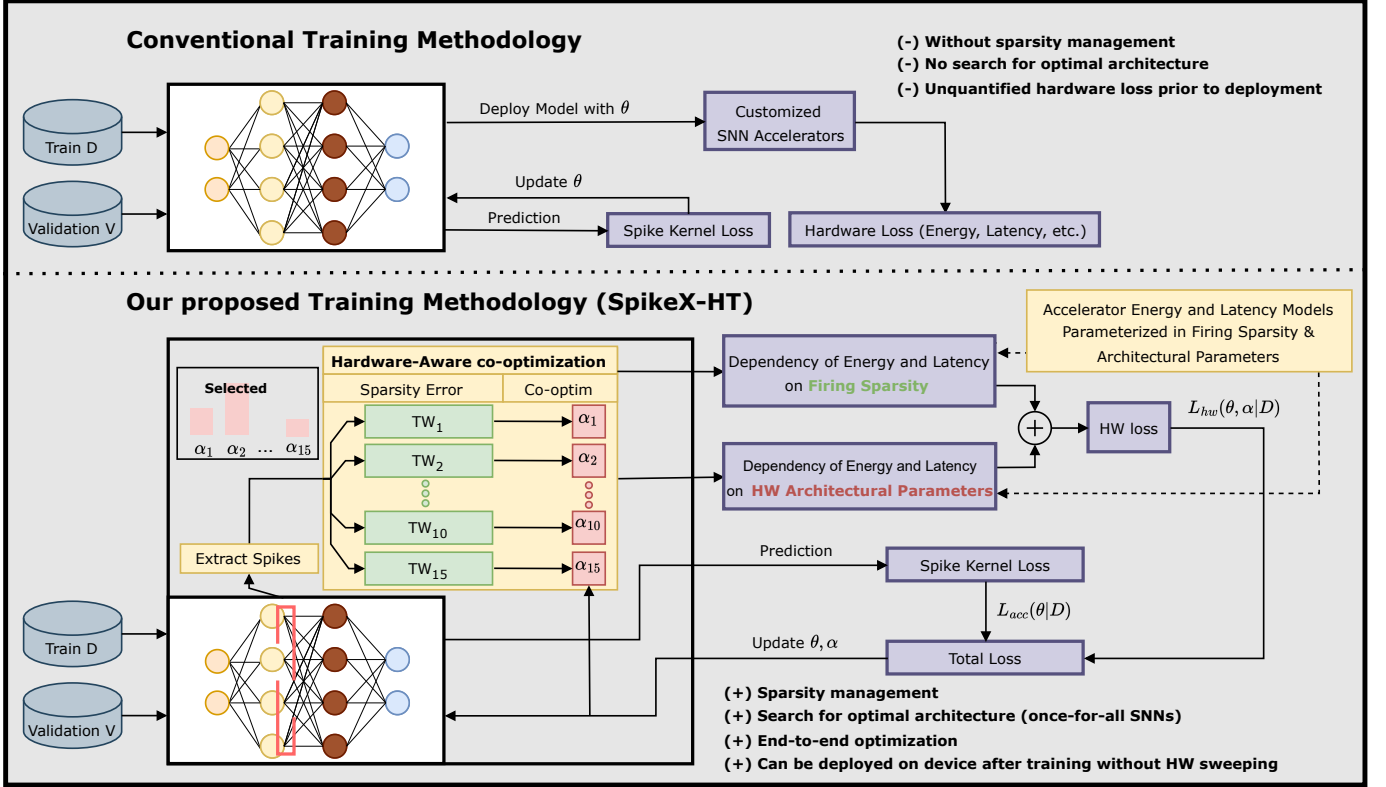 Conventional Training Methodology
(-) Without sparsity management
(-) No search for optimal architecture
(-) Unquantified hardware loss prior to deployment
Train D
Validation V
Deploy Model with θ
Customized
SNN Accelerators
Update θ
Prediction
Spike Kernel Loss
Hardware Loss (Energy, Latency, etc.)
Our proposed Training Methodology (SpikeX-HT)
Accelerator Energy and Latency Models
Parameterized in Firing Sparsity &
Architectural Parameters
Selected
α1 α2 ... α15
Hardware-Aware co-optimization
Sparsity Error
Co-optim
TW1
α1
TW2
α2
TW10
α10
TW15
α15
Extract Spikes
Dependency of Energy and Latency
on Firing Sparsity
Dependency of Energy and Latency
on HW Architectural Parameters
HW loss
Lhw(θ, α|D)
Prediction
Spike Kernel Loss
Lacc(θ|D)
Update θ, α
Total Loss
Train D
Validation V
(+) Sparsity management
(+) Search for optimal architecture (once-for-all SNNs)
(+) End-to-end optimization
(+) Can be deployed on device after training without HW sweeping